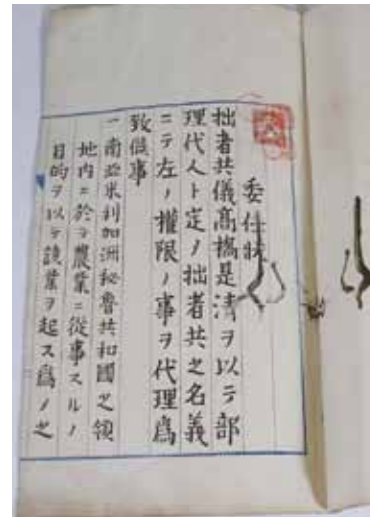 委任狀
拙者共儀高橋是清ヲ以テ部
理代人ト定ノ拙者共之名義
ニテ左ノ權限ノ事ヲ代理爲
致候事
一南亞米利加洲秘魯共和國之領
地内ニ於テ農業ニ從事スルノ
目的ヲ以テ該業ヲ起ス爲ノ之